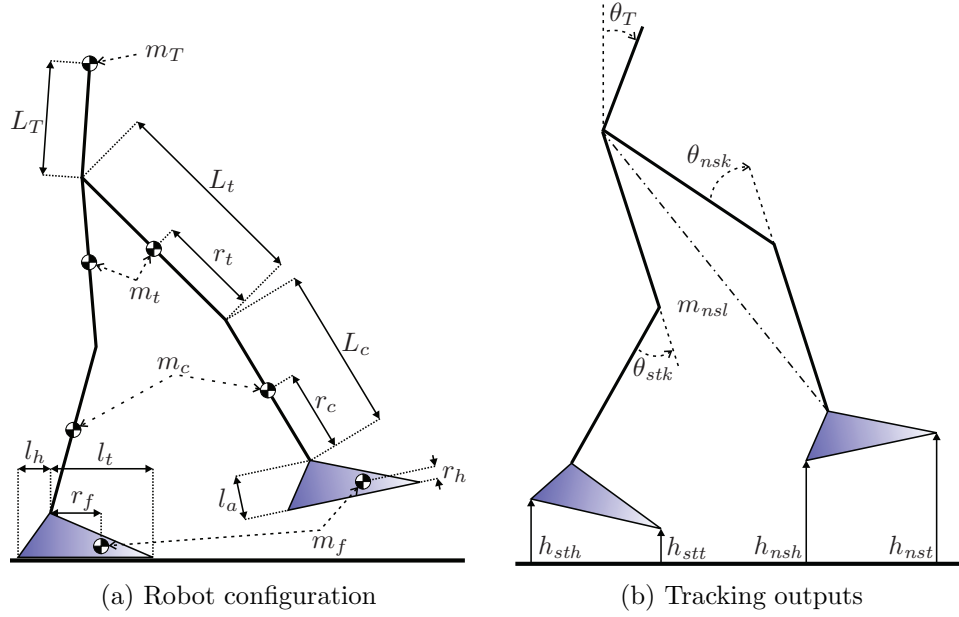 m_T
L_T
L_t
r_t
m_t
L_c
m_c
r_c
l_h
l_t
r_f
l_a
r_h
m_f
(a) Robot configuration
θ_T
θ_nsk
m_nsl
θ_stk
h_sth
h_stt
h_nsh
h_nst
(b) Tracking outputs